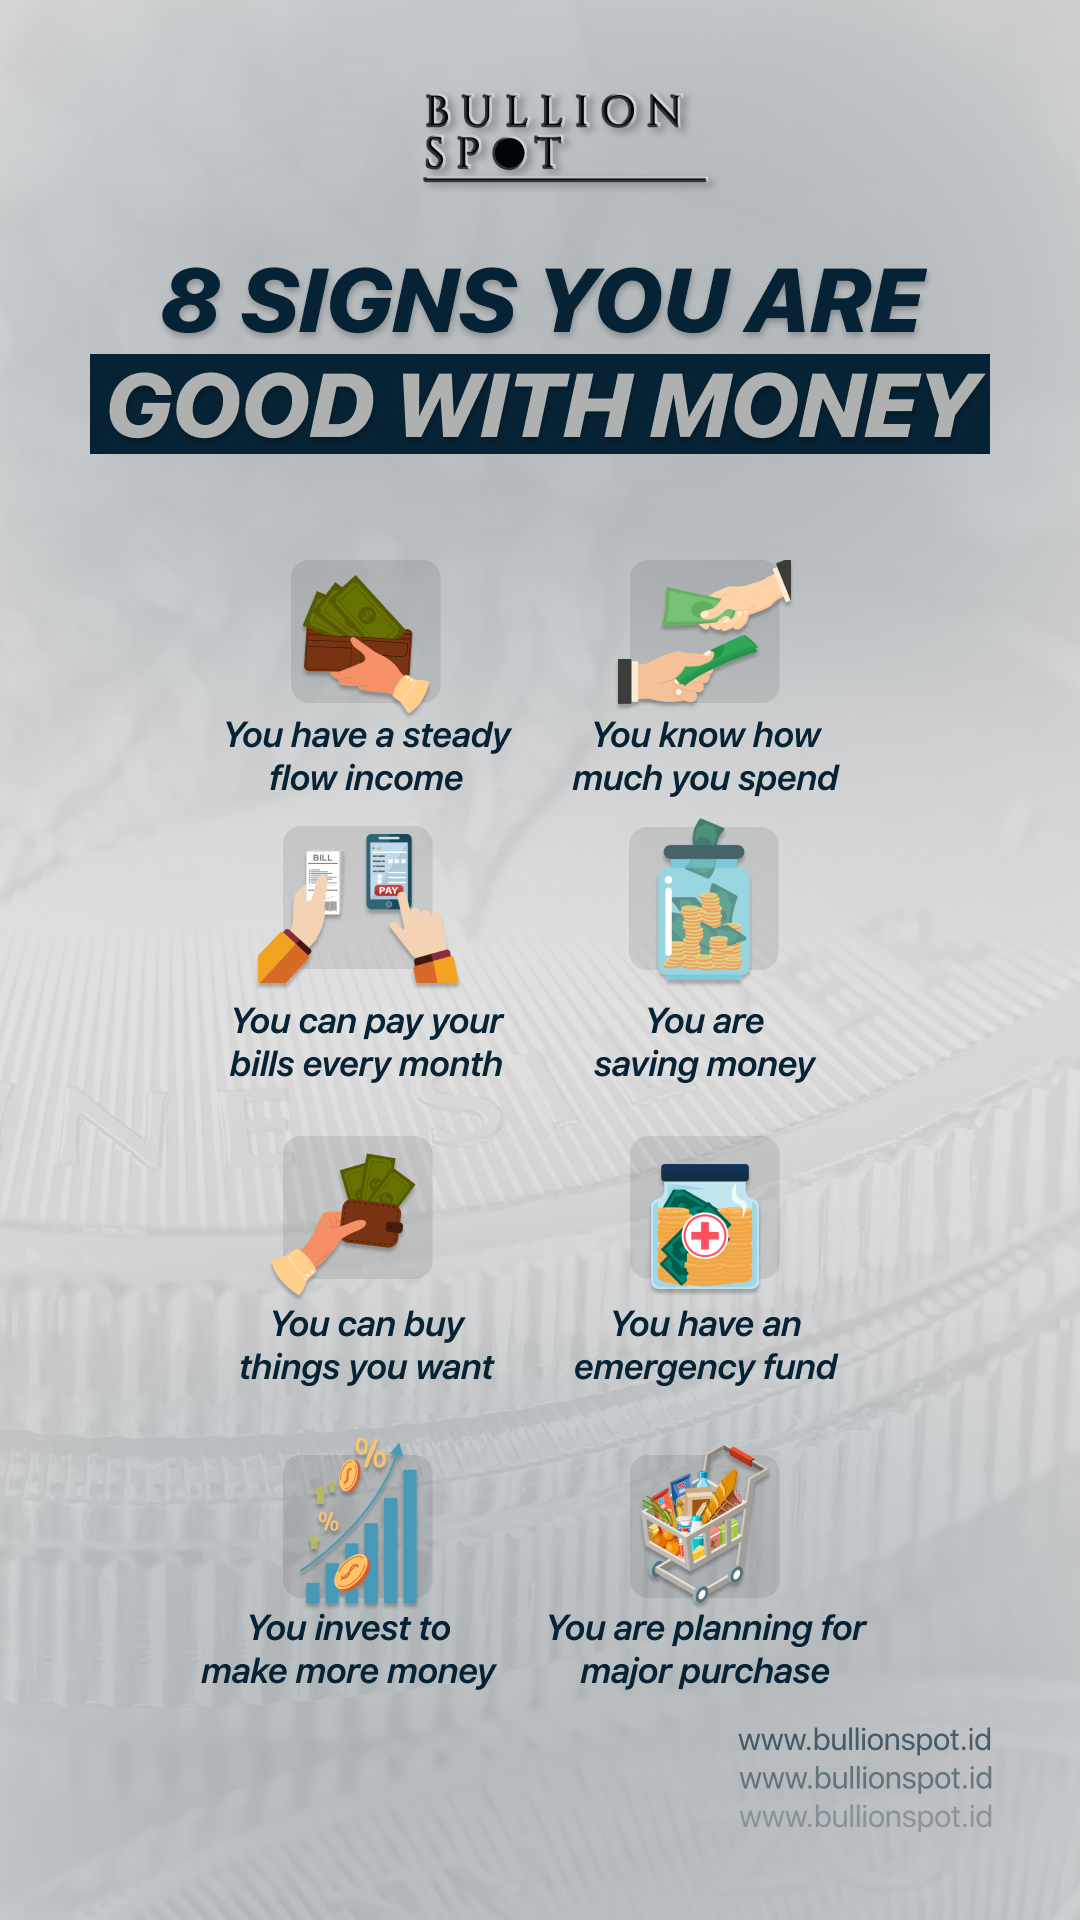 BULLION
SPOT
8 SIGNS YOU ARE
GOOD WITH MONEY
You have a steady
flow income
You know how
much you spend
BILL
PAY
You can pay your
bills every month
You are
saving money
You can buy
things you want
You have an
emergency fund
%
%
You invest to
make more money
You are planning for
major purchase
www.bullionspot.id
www.bullionspot.id
www.bullionspot.id
N E S